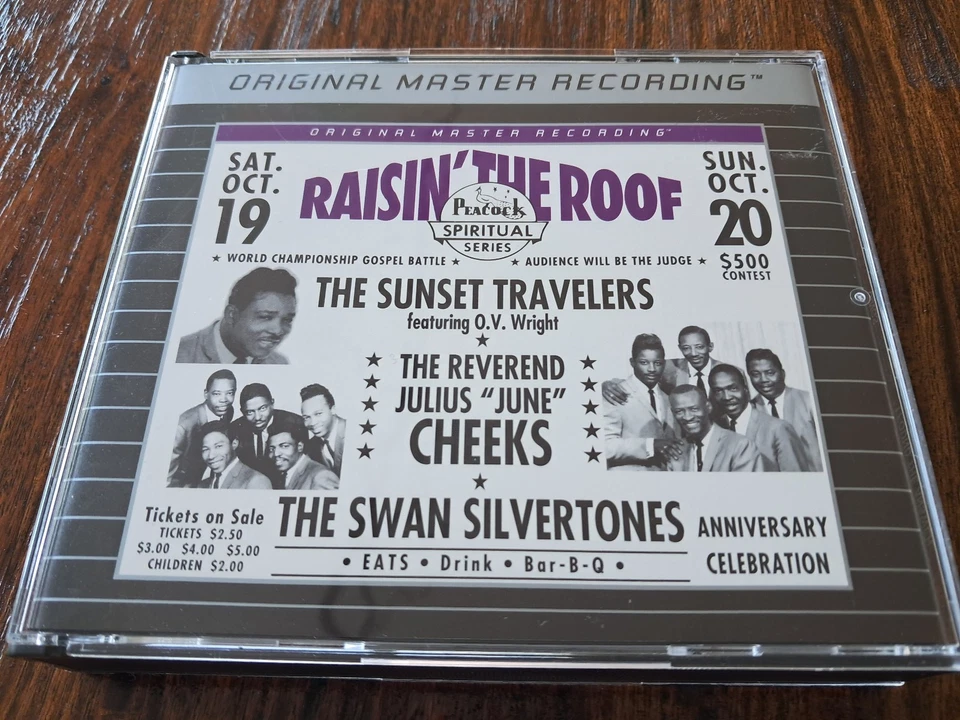 ORIGINAL MASTER RECORDING™
ORIGINAL MASTER RECORDING™
SAT.
OCT.
19
RAISIN' THE ROOF
PEACOCK
SPIRITUAL
SERIES
SUN.
OCT.
20
$500
CONTEST
★ WORLD CHAMPIONSHIP GOSPEL BATTLE ★ ★ AUDIENCE WILL BE THE JUDGE ★
THE SUNSET TRAVELERS
featuring O.V. Wright
THE REVEREND
JULIUS “JUNE”
CHEEKS
THE SWAN SILVERTONES
Tickets on Sale
TICKETS $2.50
$3.00 $4.00 $5.00
CHILDREN $2.00
ANNIVERSARY
CELEBRATION
• EATS • Drink • Bar-B-Q •